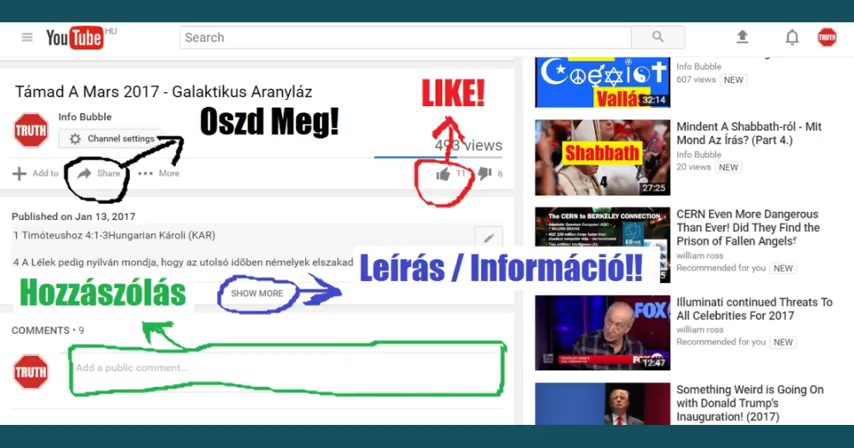 YouTube HU
Search
TRUTH
Támad A Mars 2017 - Galaktikus Aranyláz
TRUTH
Info Bubble
Channel settings
Oszd Meg!
LIKE!
493 views
Add to
Share
More
11
6
Published on Jan 13, 2017
1 Timóteushoz 4:1-3Hungarian Károli (KAR)
4 A Lélek pedig nyilván mondja, hogy az utolsó időben némelyek elszakad
Leírás / Információ!!
Hozzászólás
SHOW MORE
COMMENTS • 9
TRUTH
Add a public comment...
Coexist
Vallás
32:14
Info Bubble
607 views NEW
Shabbath
4
27:25
Mindent A Shabbath-ról - Mit
Mond Az Írás? (Part 4.)
Info Bubble
20 views NEW
The CERN to BERKELEY CONNECTION
CERN Even More Dangerous
Than Ever! Did They Find the
Prison of Fallen Angels
william ross
Recommended for you NEW
FOX
12:47
Illuminati continued Threats To
All Celebrities For 2017
william ross
Recommended for you NEW
Something Weird is Going On
with Donald Trump's
Inauguration! (2017)